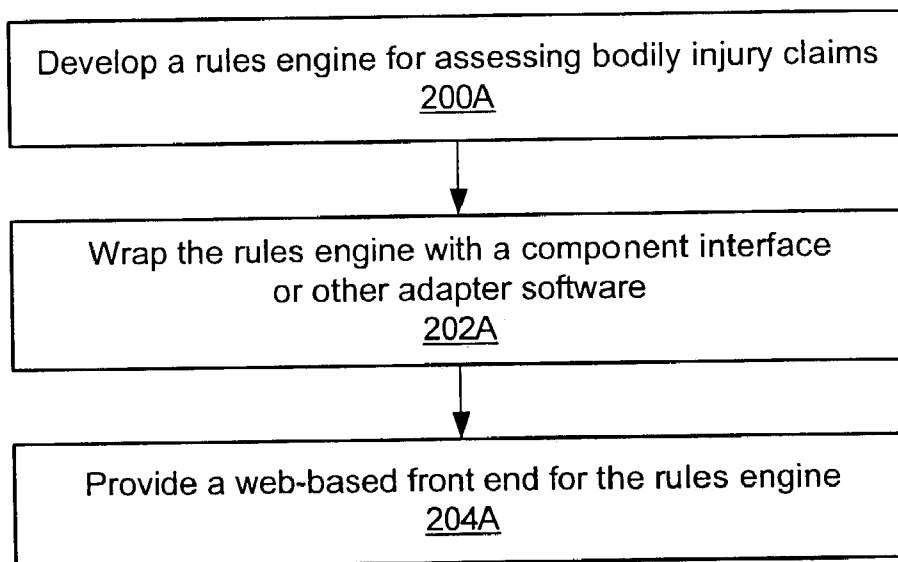 Develop a rules engine for assessing bodily injury claims
200A
Wrap the rules engine with a component interface
or other adapter software
202A
Provide a web-based front end for the rules engine
204A